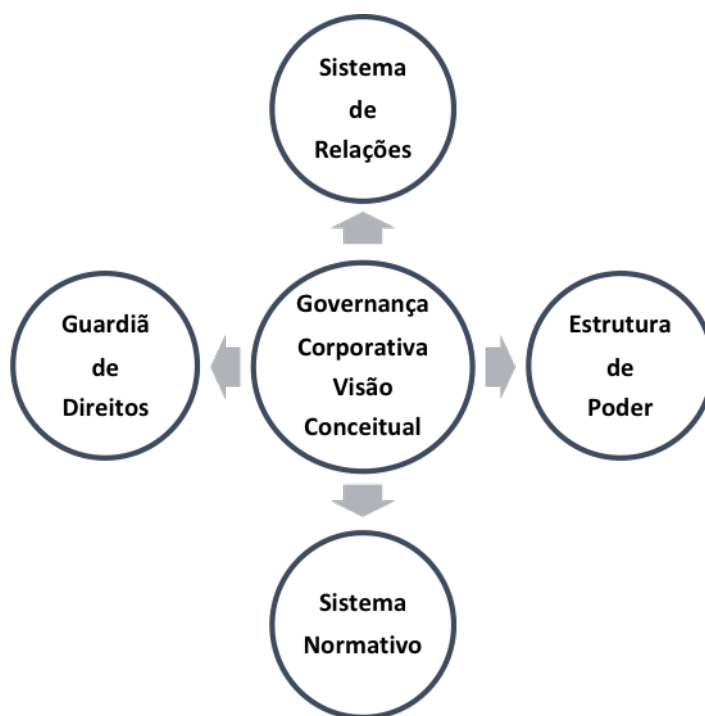 Sistema
de
Relações
Guardiã
de
Direitos
Governança
Corporativa
Visão
Conceitual
Estrutura
de
Poder
Sistema
Normativo